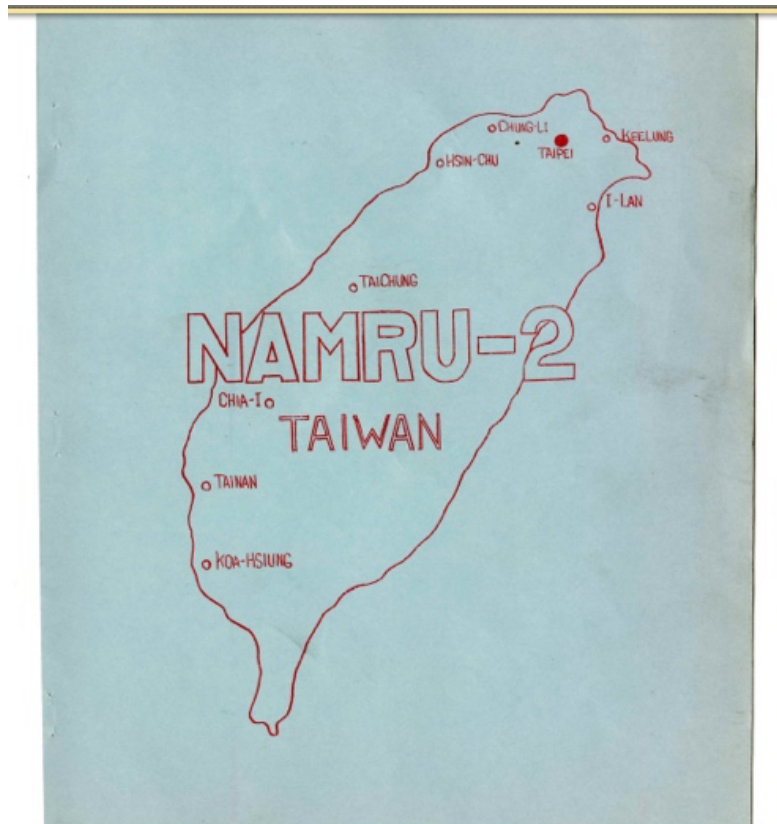 CHUNG-LI
KEELUNG
TAIPEI
HSIN-CHU
I-LAN
TAICHUNG
NAMRU-2
CHIA-I
TAIWAN
TAINAN
KOA-HSIUNG